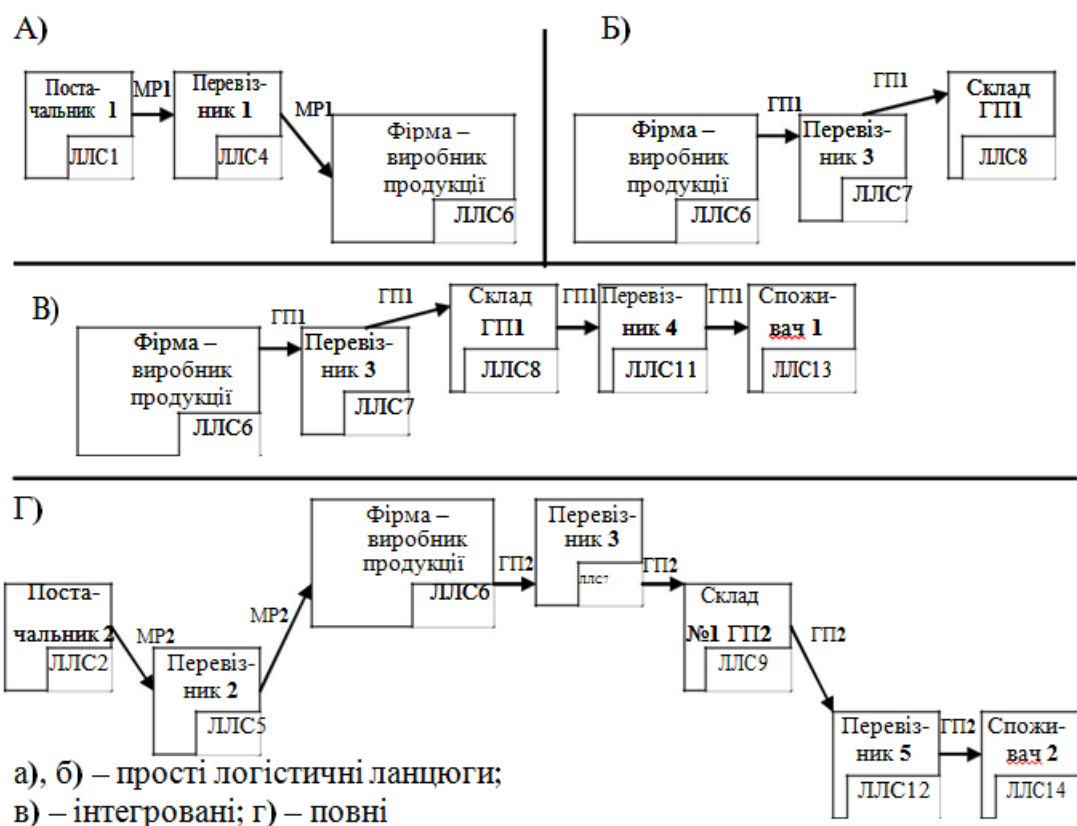 А)
Поста-
чальник 1
ЛЛС1
МР1
Перевіз-
ник 1
ЛЛС4
МР1
Фірма –
виробник
продукції
ЛЛС6
Б)
Фірма –
виробник
продукції
ЛЛС6
ГП1
Перевіз-
ник 3
ЛЛС7
ГП1
Склад
ГП1
ЛЛС8
В)
Фірма –
виробник
продукції
ЛЛС6
ГП1
Перевіз-
ник 3
ЛЛС7
ГП1
Склад
ГП1
ЛЛС8
ГП1
Перевіз-
ник 4
ЛЛС11
ГП1
Спожи-
вач 1
ЛЛС13
Г)
Поста-
чальник 2
ЛЛС2
МР2
Перевіз-
ник 2
ЛЛС5
МР2
Фірма –
виробник
продукції
ЛЛС6
ГП2
Перевіз-
ник 3
ЛЛС7
ГП2
Склад
№1 ГП2
ЛЛС9
ГП2
Перевіз-
ник 5
ЛЛС12
ГП2
Спожи-
вач 2
ЛЛС14
а), б) – прості логістичні ланцюги;
в) – інтегровані; г) – повні